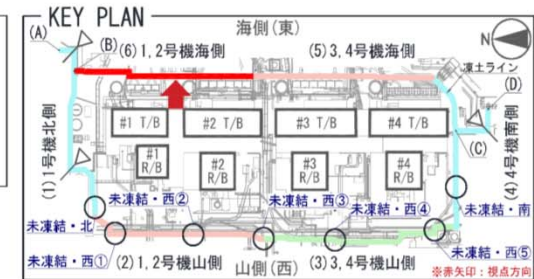 KEY PLAN
海側(東)
(A)
(B)
(6)1,2号機海側
(5)3,4号機海側
N
凍土ライン
(D)
#1 T/B
#2 T/B
#3 T/B
#4 T/B
(1)1号機北側
(C)
(4)4号機南側
#1
R/B
#2
R/B
#3
R/B
#4
R/B
未凍結・西②
未凍結・西③
未凍結・西④
未凍結・南
未凍結・北
未凍結・西①
(2)1,2号機山側
山側(西)
(3)3,4号機山側
未凍結・西⑤
※赤矢印：視点方向